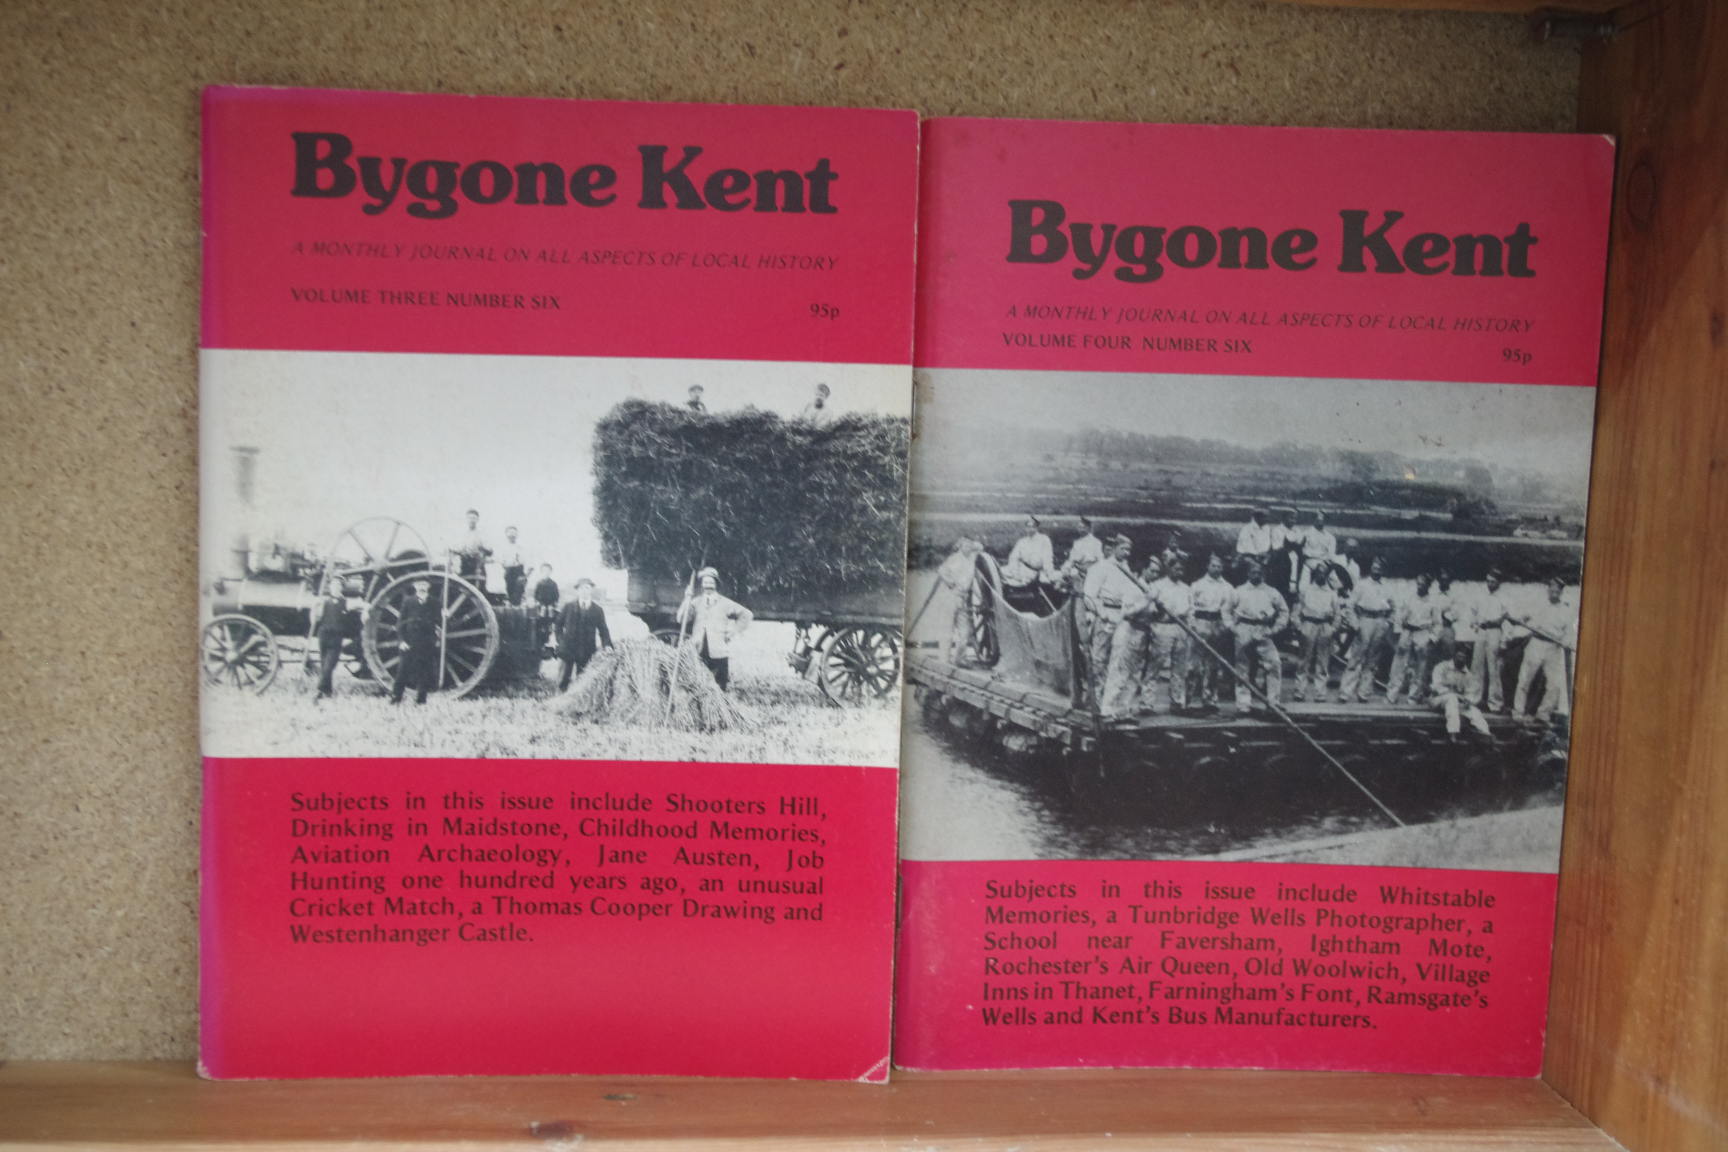 Bygone Kent
A MONTHLY JOURNAL ON ALL ASPECTS OF LOCAL HISTORY
VOLUME THREE NUMBER SIX
95p
Subjects in this issue include Shooters Hill,
Drinking in Maidstone, Childhood Memories,
Aviation Archaeology, Jane Austen, Job
Hunting one hundred years ago, an unusual
Cricket Match, a Thomas Cooper Drawing and
Westenhanger Castle.
Bygone Kent
A MONTHLY JOURNAL ON ALL ASPECTS OF LOCAL HISTORY
VOLUME FOUR NUMBER SIX
95p
Subjects in this issue include Whitstable
Memories, a Tunbridge Wells Photographer, a
School near Faversham, Ightham Mote,
Rochester's Air Queen, Old Woolwich, Village
Inns in Thanet, Farningham's Font, Ramsgate's
Wells and Kent's Bus Manufacturers.